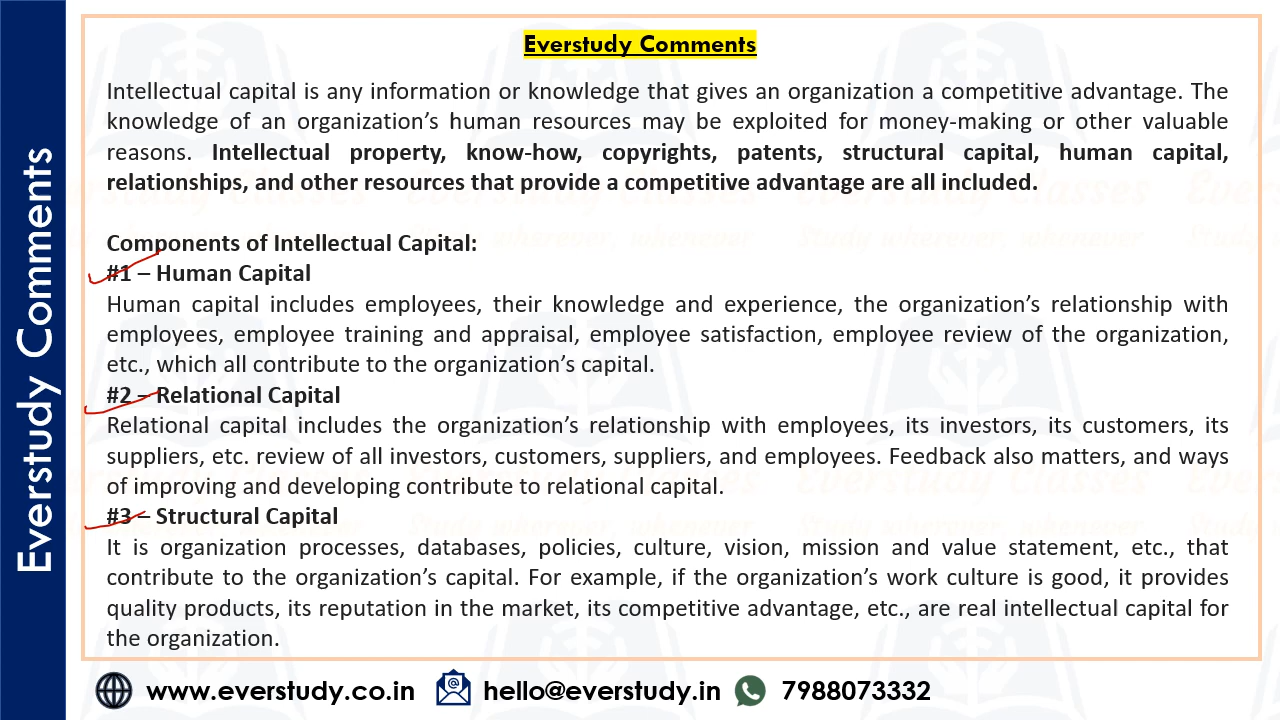 Everstudy Comments
Everstudy Comments
Intellectual capital is any information or knowledge that gives an organization a competitive advantage. The
knowledge of an organization’s human resources may be exploited for money-making or other valuable
reasons. Intellectual property, know-how, copyrights, patents, structural capital, human capital,
relationships, and other resources that provide a competitive advantage are all included.
Components of Intellectual Capital:
#1 – Human Capital
Human capital includes employees, their knowledge and experience, the organization’s relationship with
employees, employee training and appraisal, employee satisfaction, employee review of the organization,
etc., which all contribute to the organization’s capital.
#2 – Relational Capital
Relational capital includes the organization’s relationship with employees, its investors, its customers, its
suppliers, etc. review of all investors, customers, suppliers, and employees. Feedback also matters, and ways
of improving and developing contribute to relational capital.
#3 – Structural Capital
It is organization processes, databases, policies, culture, vision, mission and value statement, etc., that
contribute to the organization’s capital. For example, if the organization’s work culture is good, it provides
quality products, its reputation in the market, its competitive advantage, etc., are real intellectual capital for
the organization.
www.everstudy.co.in hello@everstudy.in 7988073332